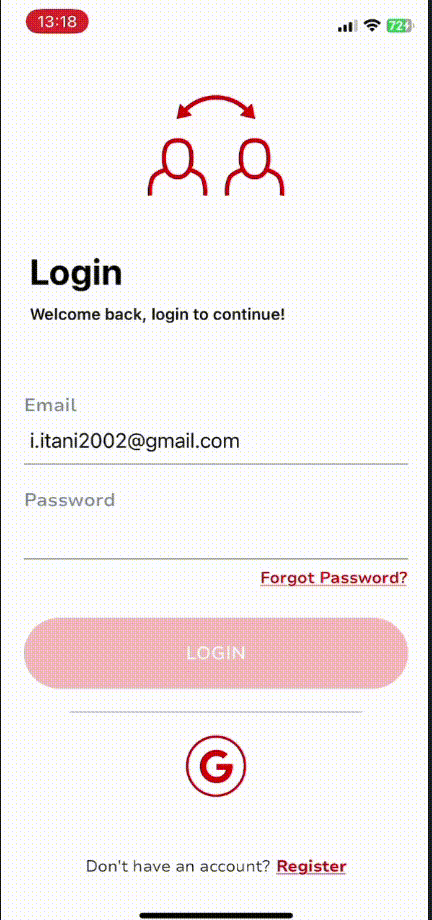 13:18
72
Login
Welcome back, login to continue!
Email
i.itani2002@gmail.com
Password
Forgot Password?
LOGIN
G
Don't have an account? Register